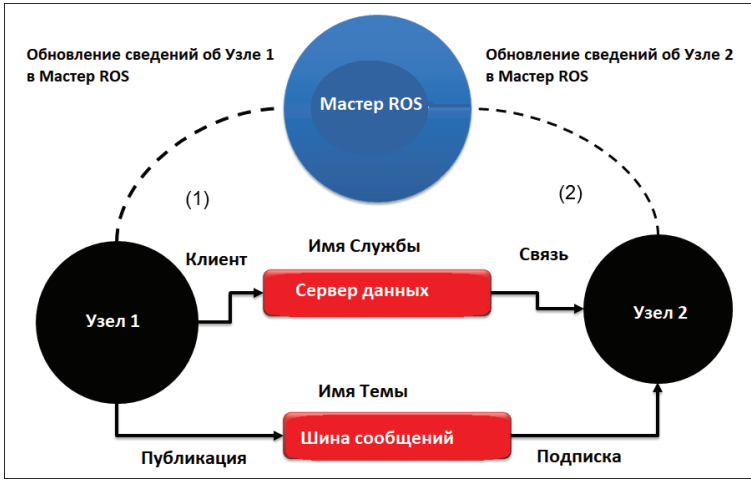 Обновление сведений об Узле 1
в Мастер ROS
Обновление сведений об Узле 2
в Мастер ROS
Мастер ROS
(1)
(2)
Клиент
Имя Службы
Связь
Сервер данных
Узел 1
Узел 2
Имя Темы
Шина сообщений
Публикация
Подписка